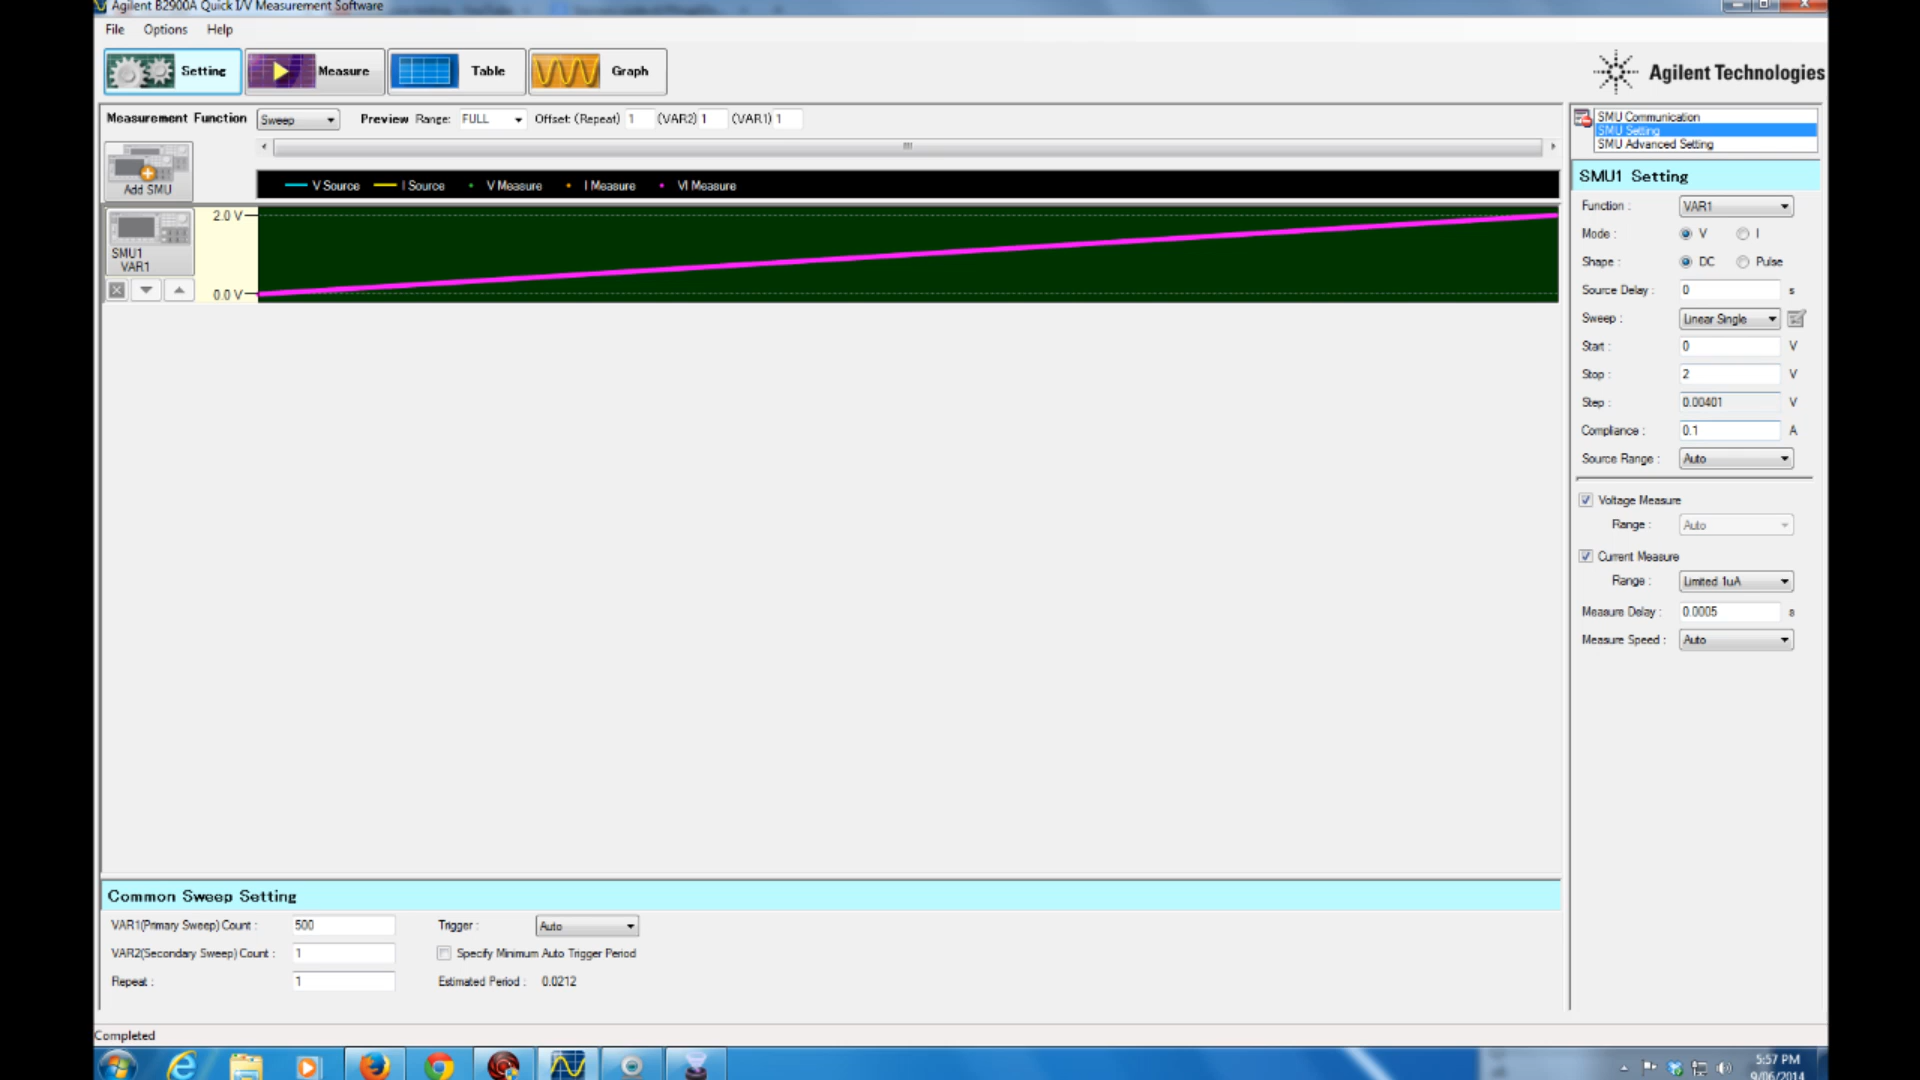 Agilent B2900A Quick I/V Measurement Software
File Options Help
Setting Measure Table Graph
Agilent Technologies
Measurement Function Sweep Preview Range: FULL Offset: (Repeat) 1 (VAR2) 1 (VAR1) 1
Add SMU
V Source I Source V Measure I Measure VI Measure
SMU1
VAR1
2.0 V
0.0 V
SMU Communication
SMU Setting
SMU Advanced Setting
SMU1 Setting
Function : VAR1
Mode : V I
Shape : DC Pulse
Source Delay : 0 s
Sweep : Linear Single
Start : 0 V
Stop : 2 V
Step : 0.00401 V
Compliance : 0.1 A
Source Range : Auto
Voltage Measure
Range : Auto
Current Measure
Range : Limited 1uA
Measure Delay : 0.0005 s
Measure Speed : Auto
Common Sweep Setting
VAR1(Primary Sweep) Count : 500 Trigger : Auto
VAR2(Secondary Sweep) Count : 1 Specify Minimum Auto Trigger Period
Repeat : 1 Estimated Period : 0.0212
Completed
5:57 PM
9/06/2014